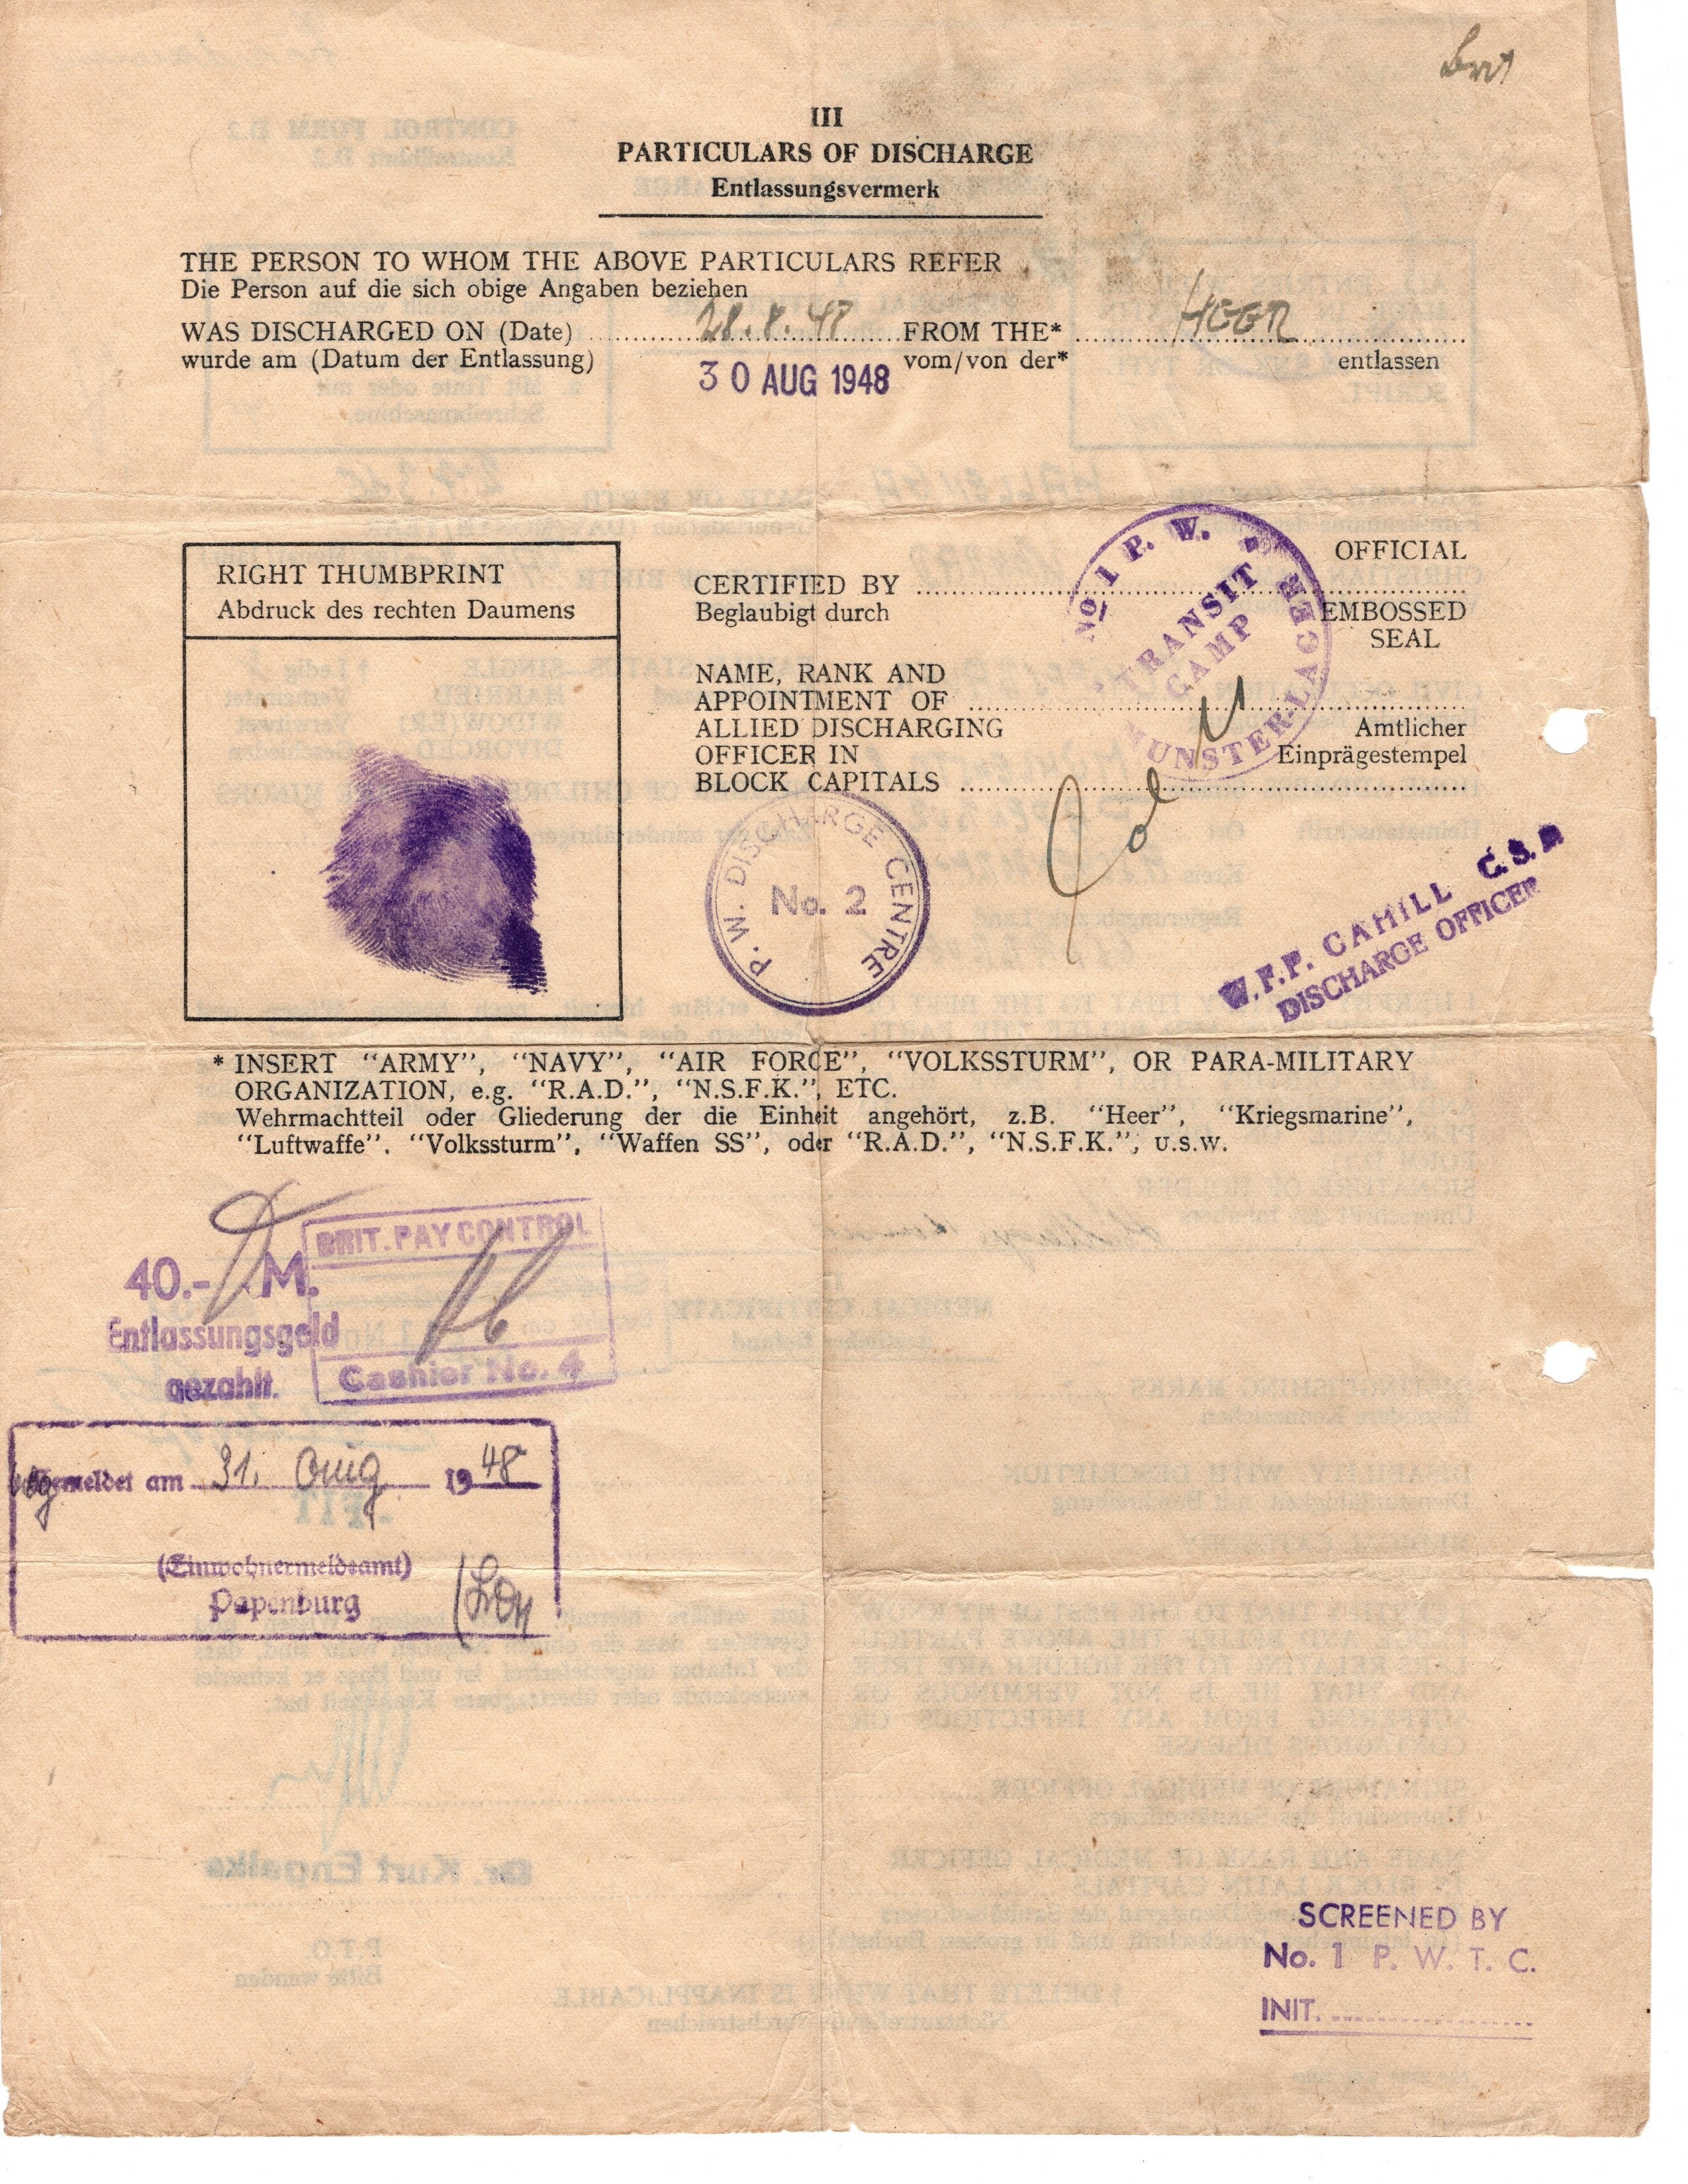 III
PARTICULARS OF DISCHARGE
Entlassungsvermerk
THE PERSON TO WHOM THE ABOVE PARTICULARS REFER
Die Person auf die sich obige Angaben beziehen
WAS DISCHARGED ON (Date) 28.8.48 FROM THE* HEER
wurde am (Datum der Entlassung) vom/von der* entlassen
30 AUG 1948
RIGHT THUMBPRINT
Abdruck des rechten Daumens
CERTIFIED BY
Beglaubigt durch
NAME, RANK AND
APPOINTMENT OF
ALLIED DISCHARGING
OFFICER IN
BLOCK CAPITALS
No 1 P. W.
TRANSIT
CAMP
MUNSTER-LAGER
OFFICIAL
EMBOSSED
SEAL
Amtlicher
Einprägestempel
P. W. DISCHARGE CENTRE
No. 2
W.F.F. CAHILL C.S.
DISCHARGE OFFICER
* INSERT “ARMY”, “NAVY”, “AIR FORCE”, “VOLKSSTURM”, OR PARA-MILITARY
ORGANIZATION, e.g. “R.A.D.”, “N.S.F.K.”, ETC.
Wehrmachtteil oder Gliederung der die Einheit angehört, z.B. “Heer”, “Kriegsmarine”,
“Luftwaffe”. “Volkssturm”, “Waffen SS”, oder “R.A.D.”, “N.S.F.K.”, u.s.w.
40.- M.
Entlassungsgeld
gezahlt.
BRIT. PAY CONTROL
Cashier No. 4
gemeldet am 31. Aug 1948
(Einwohnermeldeamt)
Papenburg
SCREENED BY
No. 1 P. W. T. C.
INIT.